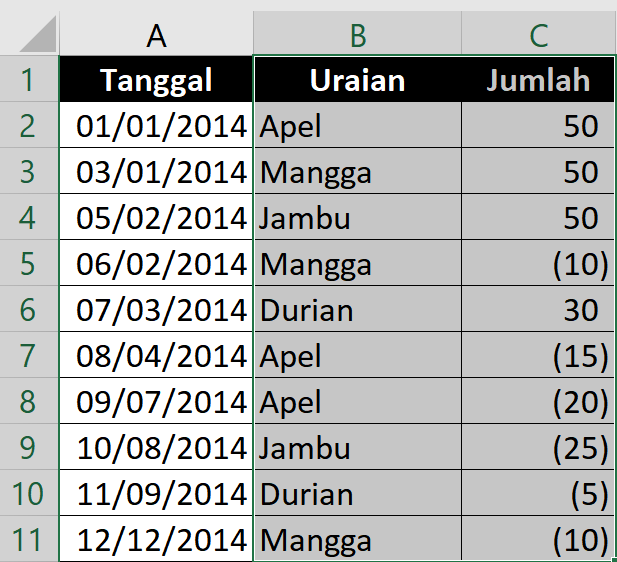 A B C
1 Tanggal Uraian Jumlah
2 01/01/2014 Apel 50
3 03/01/2014 Mangga 50
4 05/02/2014 Jambu 50
5 06/02/2014 Mangga (10)
6 07/03/2014 Durian 30
7 08/04/2014 Apel (15)
8 09/07/2014 Apel (20)
9 10/08/2014 Jambu (25)
10 11/09/2014 Durian (5)
11 12/12/2014 Mangga (10)